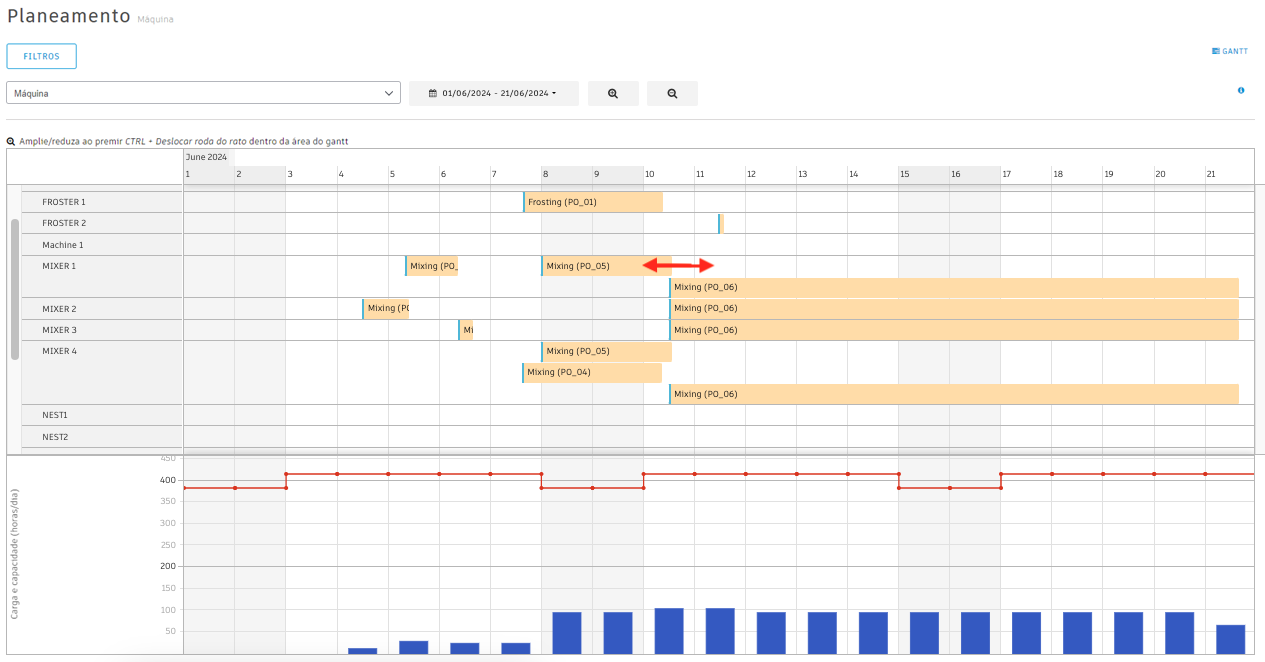 Planeamento Máquina
FILTROS
GANTT
Máquina
01/06/2024 - 21/06/2024
Amplie/reduza ao premir CTRL + Deslocar roda do rato dentro da área do gantt
June 2024
1 2 3 4 5 6 7 8 9 10 11 12 13 14 15 16 17 18 19 20 21
FROSTER 1 Frosting (PO_01)
FROSTER 2
Machine 1
MIXER 1 Mixing (PO_ Mixing (PO_05)
Mixing (PO_06)
MIXER 2 Mixing (P Mixing (PO_06)
MIXER 3 Mi Mixing (PO_06)
MIXER 4 Mixing (PO_05)
Mixing (PO_04)
Mixing (PO_06)
NEST1
NEST2
Carga e capacidade (horas/dia)
450
400
350
300
250
200
150
100
50